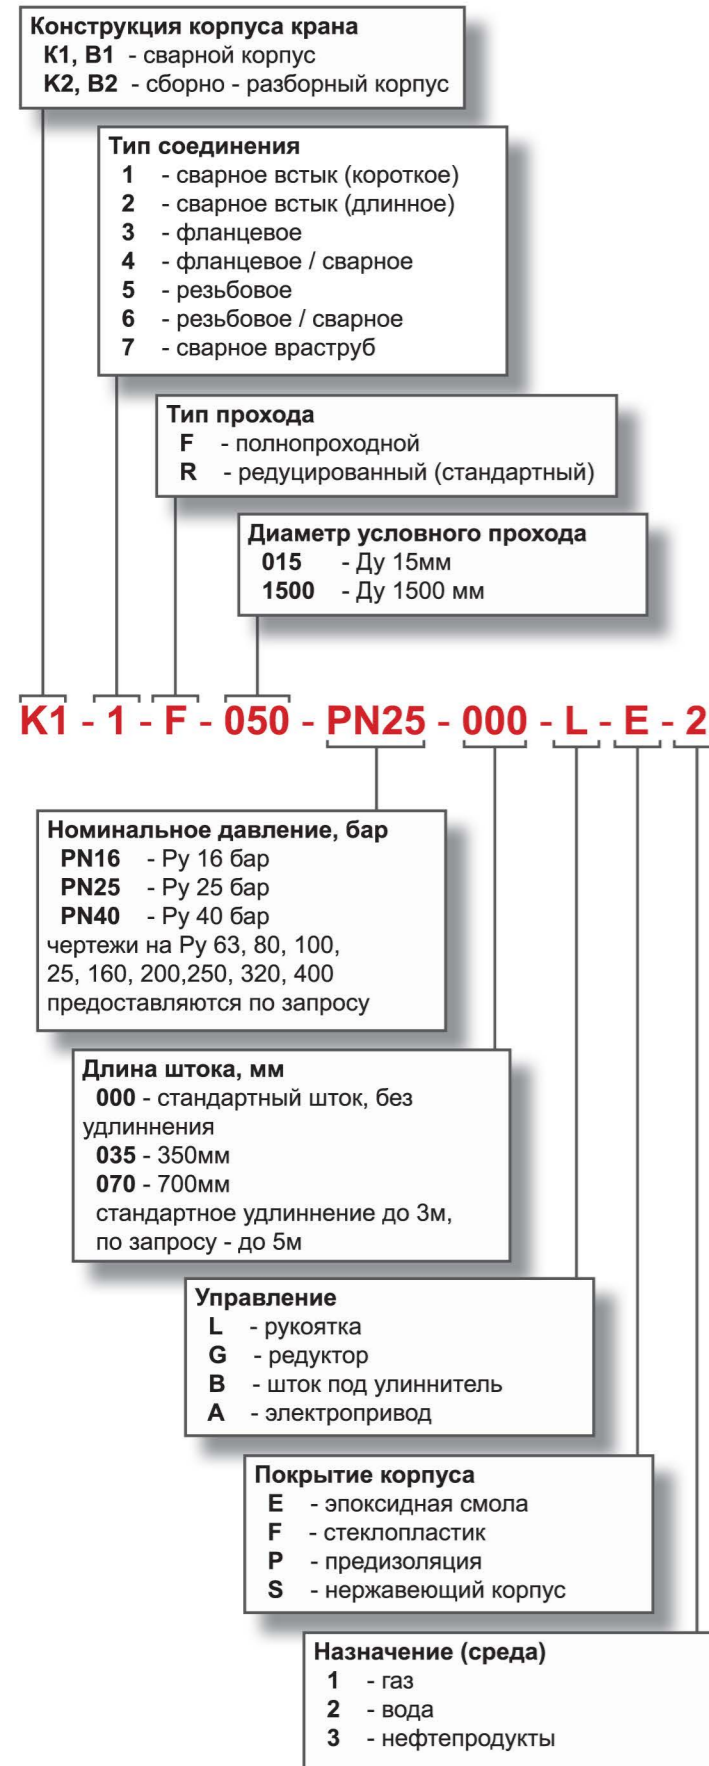 Конструкция корпуса крана
К1, В1 - сварной корпус
К2, В2 - сборно - разборный корпус
Тип соединения
1 - сварное встык (короткое)
2 - сварное встык (длинное)
3 - фланцевое
4 - фланцевое / сварное
5 - резьбовое
6 - резьбовое / сварное
7 - сварное враструб
Тип прохода
F - полнопроходной
R - редуцированный (стандартный)
Диаметр условного прохода
015 - Ду 15мм
1500 - Ду 1500 мм
K1 - 1 - F - 050 - PN25 - 000 - L - E - 2
Номинальное давление, бар
PN16 - Ру 16 бар
PN25 - Ру 25 бар
PN40 - Ру 40 бар
чертежи на Ру 63, 80, 100,
25, 160, 200,250, 320, 400
предоставляются по запросу
Длина штока, мм
000 - стандартный шток, без
удлиннения
035 - 350мм
070 - 700мм
стандартное удлиннение до 3м,
по запросу - до 5м
Управление
L - рукоятка
G - редуктор
B - шток под улиннитель
A - электропривод
Покрытие корпуса
E - эпоксидная смола
F - стеклопластик
P - предизоляция
S - нержавеющий корпус
Назначение (среда)
1 - газ
2 - вода
3 - нефтепродукты